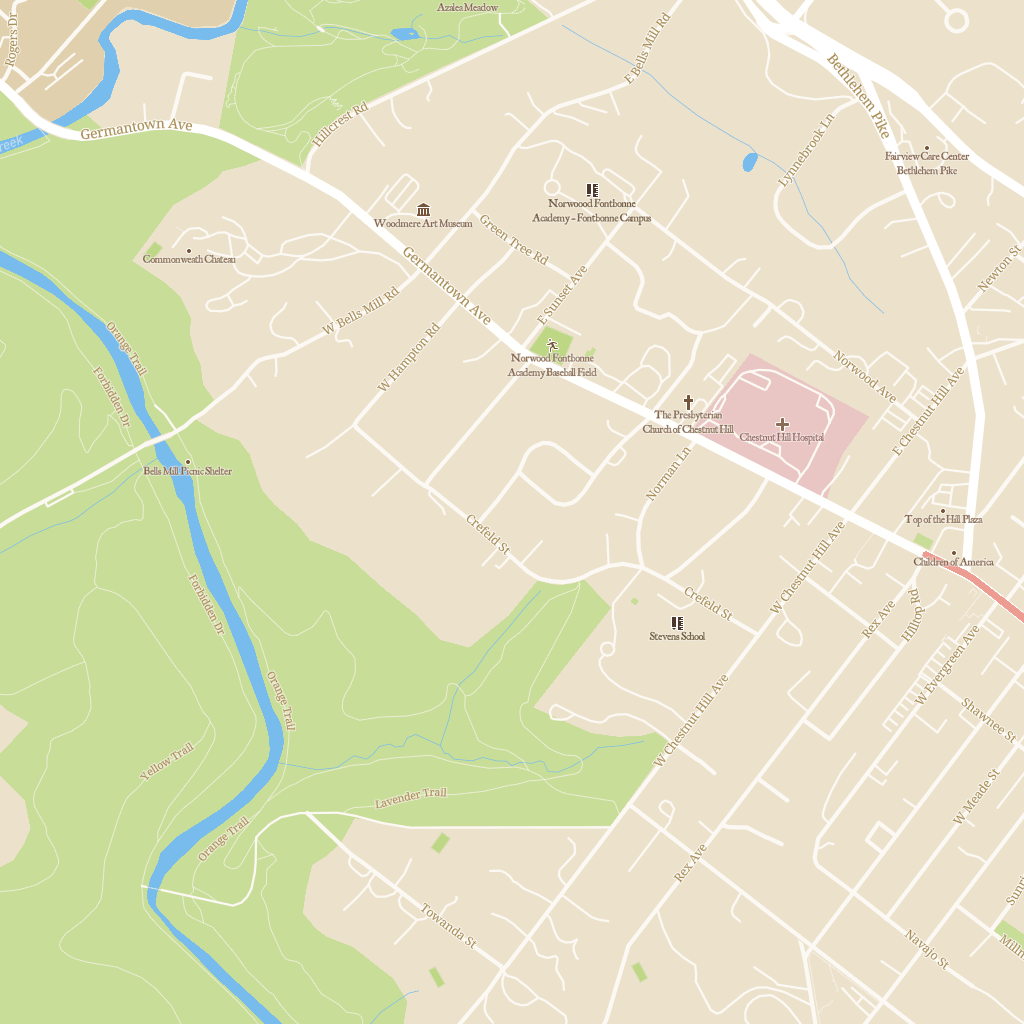 Azalea Meadow
Rogers Dr
E Bells Mill Rd
Bethlehem Pike
Germantown Ave
Hillcrest Rd
reek
Lynnebrook Ln
Fairview Care Center
Bethlehem Pike
Norwoood Fontbonne
Academy - Fontbonne Campus
Woodmere Art Museum
Green Tree Rd
Commonweath Chateau
Germantown Ave
Newton St
E Sunset Ave
W Bells Mill Rd
Orange Trail
W Hampton Rd
Norwood Fontbonne
Academy Baseball Field
Forbidden Dr
Norwood Ave
E Chestnut Hill Ave
The Presbyterian
Church of Chestnut Hill
Chestnut Hill Hospital
Bells Mill Picnic Shelter
Norman Ln
Top of the Hill Plaza
Crefeld St
W Chestnut Hill Ave
Children of America
Forbidden Dr
Crefeld St
Rex Ave
Hilltop Rd
Stevens School
W Evergreen Ave
Orange Trail
W Chestnut Hill Ave
Shawnee St
Yellow Trail
Lavender Trail
W Meade St
Orange Trail
Rex Ave
Towanda St
Navajo St